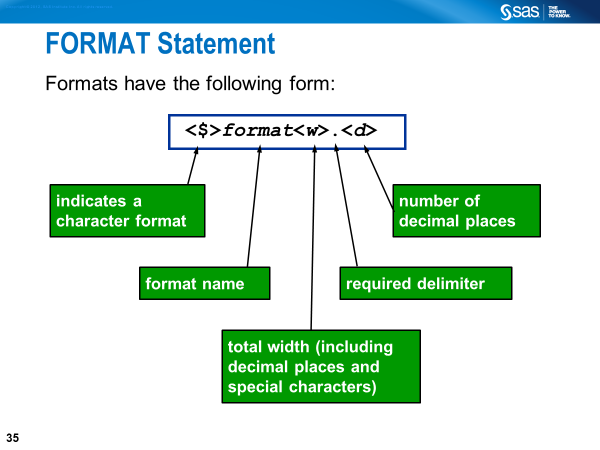 sas
THE
POWER
TO KNOW.
FORMAT Statement
Formats have the following form:
<$>format<w>.<d>
indicates a
character format
number of
decimal places
format name
required delimiter
total width (including
decimal places and
special characters)
35